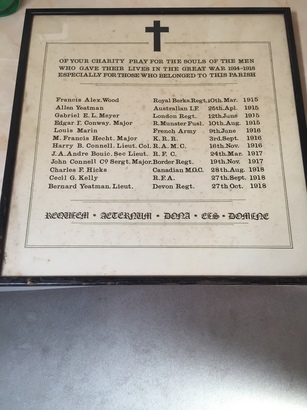 OF YOUR CHARITY PRAY FOR THE SOULS OF THE MEN
WHO GAVE THEIR LIVES IN THE GREAT WAR 1914-1918
ESPECIALLY FOR THOSE WHO BELONGED TO THIS PARISH
Francis Alex. Wood Royal Berks. Regt. 10th. Mar. 1915
Allen Yeatman Australian I.F. 25th. Apl. 1915
Gabriel E. L. Meyer London Regt. 12th. June 1915
Edgar I. Conway. Major R. Munster Fusl. 10th. Aug. 1915
Louis Marin French Army 9th. June 1916
M. Francis Hecht. Major K. R. R. 3rd. Sept. 1916
Harry B. Connell. Lieut. Col. R. A. M. C. 16th. Nov. 1916
J. A. Andre Bouic. Sec Lieut. R. F. C. 24th. Mar. 1917
John Connell Co Sergt. Major. Border Regt. 19th. Nov. 1917
Charles F. Hicks Canadian M.G.C. 28th. Aug. 1918
Cecil G. Kelly R. F. A. 27th. Sept. 1918
Bernard Yeatman. Lieut. Devon Regt. 27th. Oct. 1918
REQUIEM • AETERNUM • DONA • EIS • DOMINE